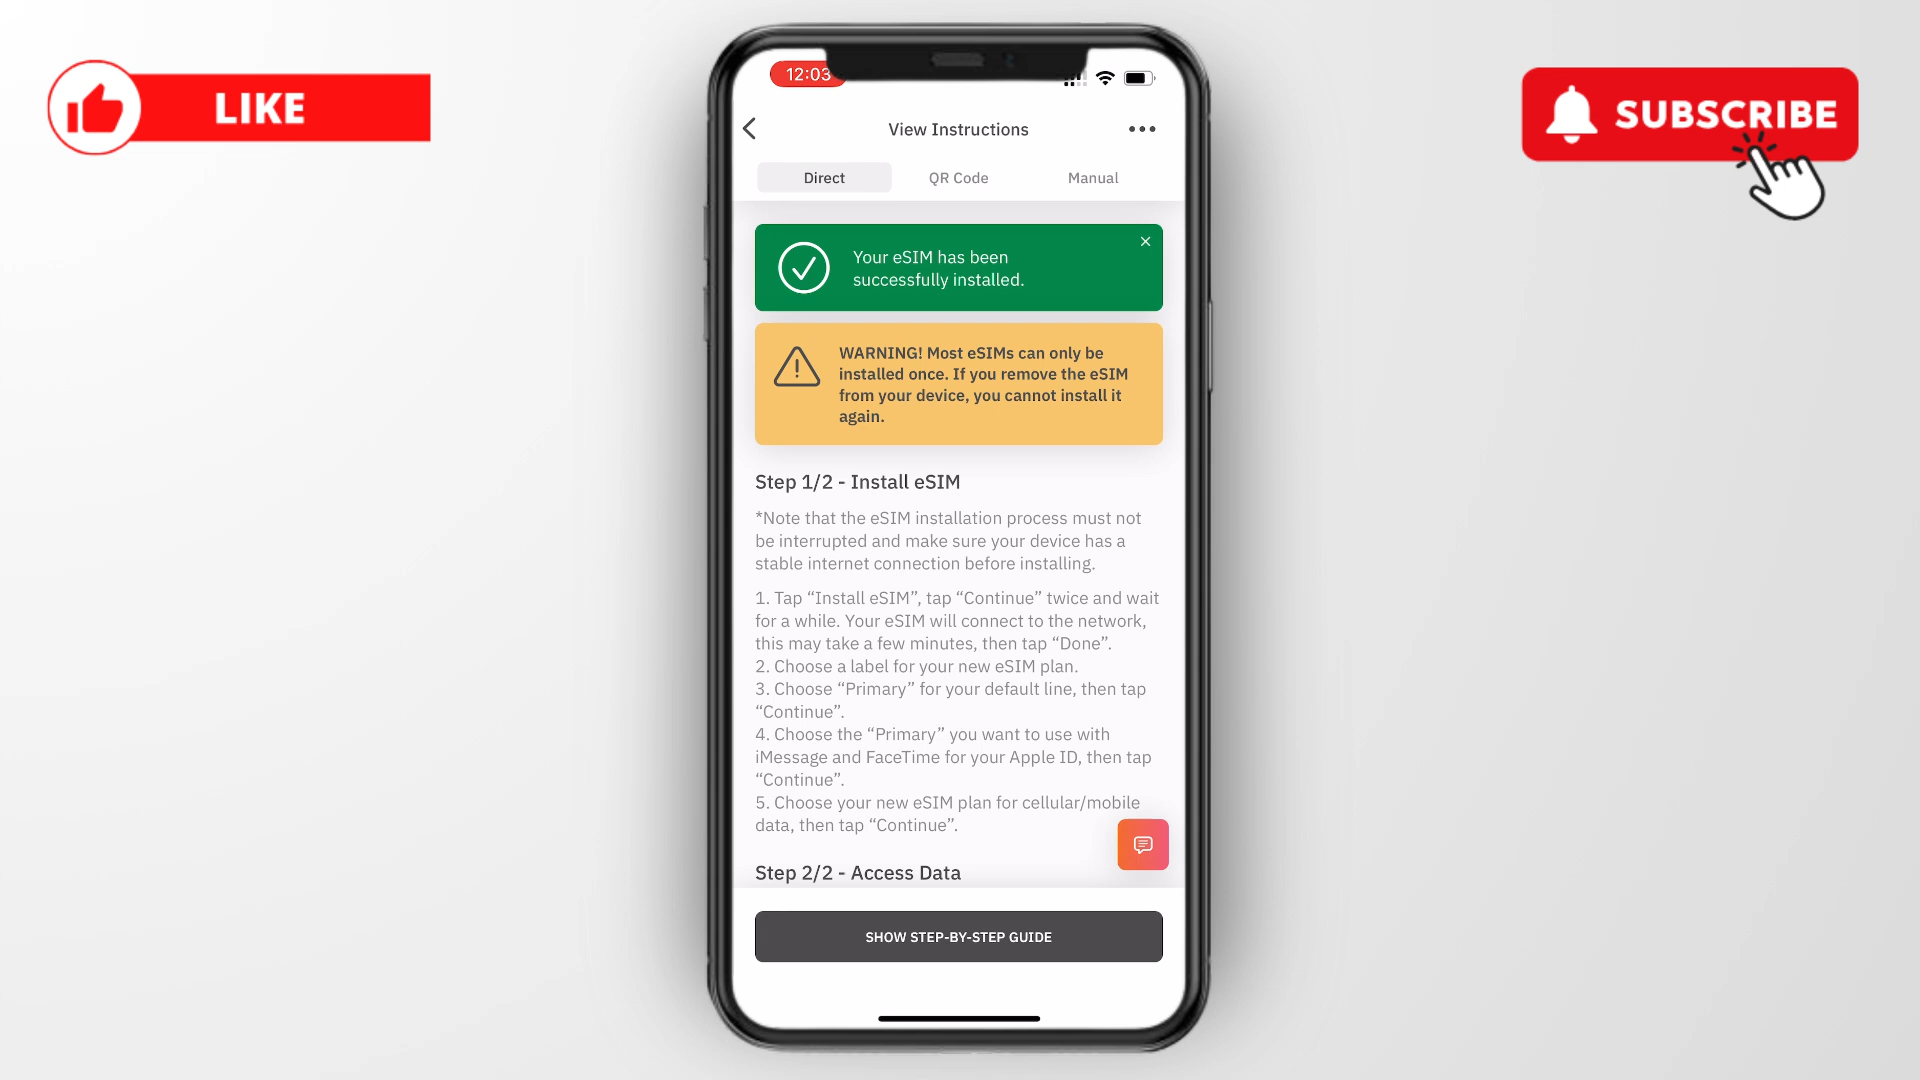 LIKE
SUBSCRIBE
12:03
View Instructions
Direct
QR Code
Manual
Your eSIM has been
successfully installed.
WARNING! Most eSIMs can only be
installed once. If you remove the eSIM
from your device, you cannot install it
again.
Step 1/2 - Install eSIM
*Note that the eSIM installation process must not
be interrupted and make sure your device has a
stable internet connection before installing.
1. Tap “Install eSIM”, tap “Continue” twice and wait
for a while. Your eSIM will connect to the network,
this may take a few minutes, then tap “Done”.
2. Choose a label for your new eSIM plan.
3. Choose “Primary” for your default line, then tap
“Continue”.
4. Choose the “Primary” you want to use with
iMessage and FaceTime for your Apple ID, then tap
“Continue”.
5. Choose your new eSIM plan for cellular/mobile
data, then tap “Continue”.
Step 2/2 - Access Data
SHOW STEP-BY-STEP GUIDE